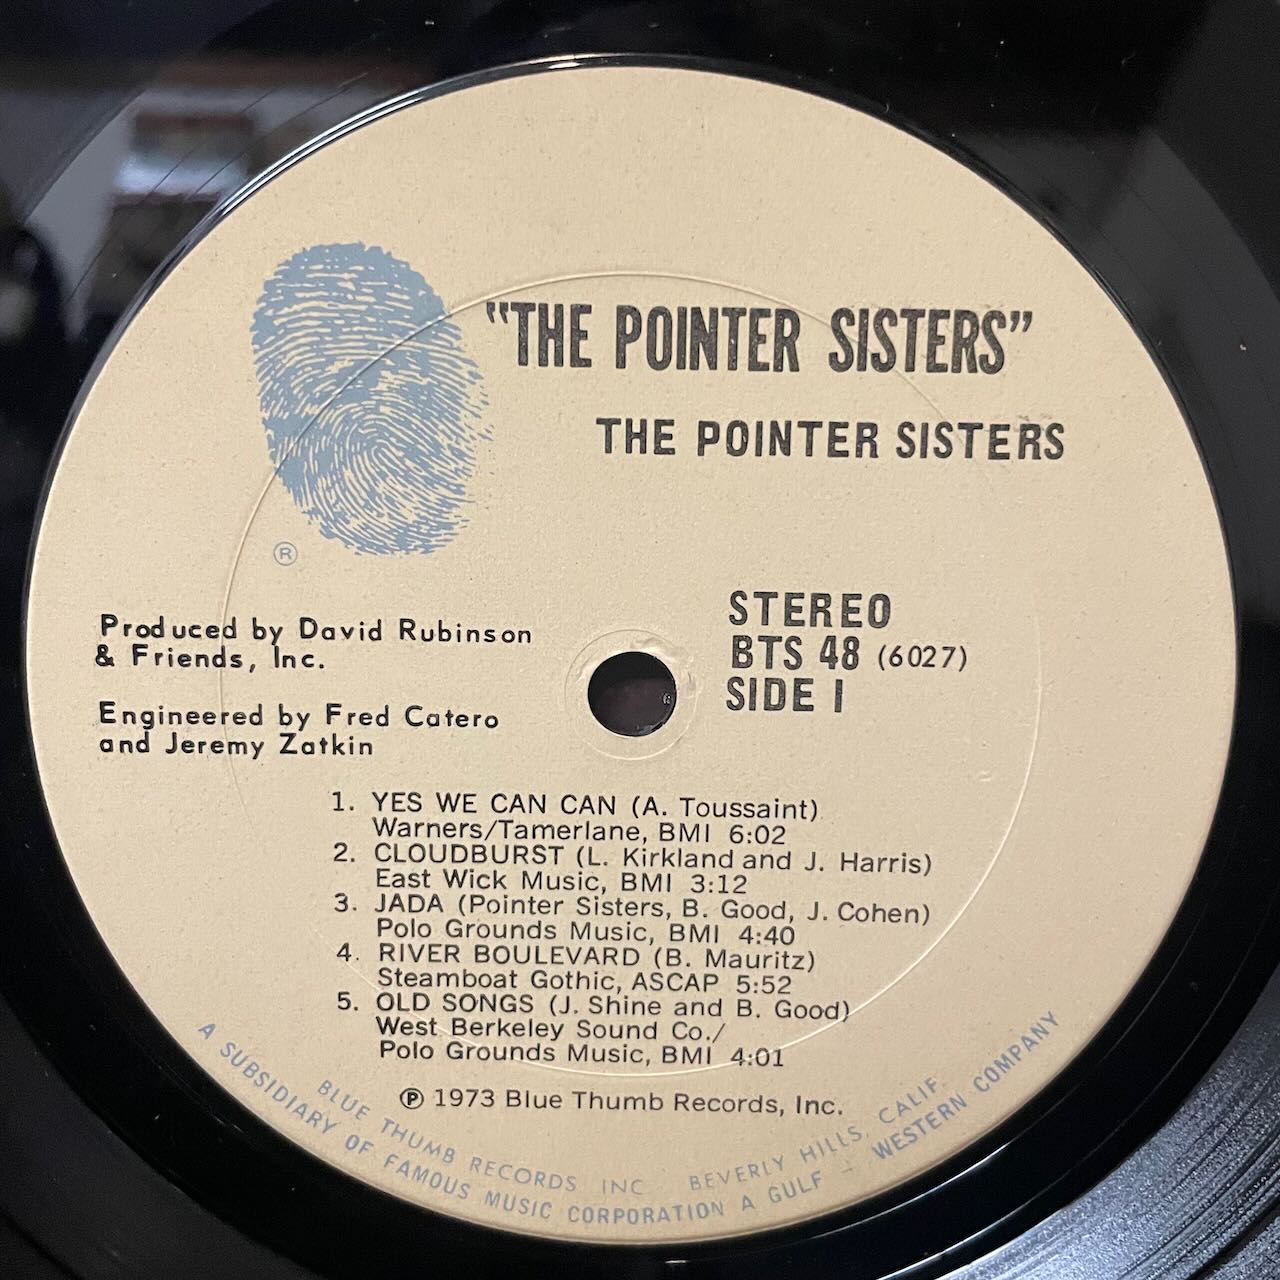 "THE POINTER SISTERS"
THE POINTER SISTERS
®
STEREO
BTS 48 (6027)
SIDE 1
Produced by David Rubinson
& Friends, Inc.
Engineered by Fred Catero
and Jeremy Zatkin
1. YES WE CAN CAN (A. Toussaint)
Warners/Tamerlane, BMI 6:02
2. CLOUDBURST (L. Kirkland and J. Harris)
East Wick Music, BMI 3:12
3. JADA (Pointer Sisters, B. Good, J. Cohen)
Polo Grounds Music, BMI 4:40
4. RIVER BOULEVARD (B. Mauritz)
Steamboat Gothic, ASCAP 5:52
5. OLD SONGS (J. Shine and B. Good)
West Berkeley Sound Co./
Polo Grounds Music, BMI 4:01
℗ 1973 Blue Thumb Records, Inc.
BLUE THUMB RECORDS INC BEVERLY HILLS, CALIF.
A SUBSIDIARY OF FAMOUS MUSIC CORPORATION A GULF - WESTERN COMPANY